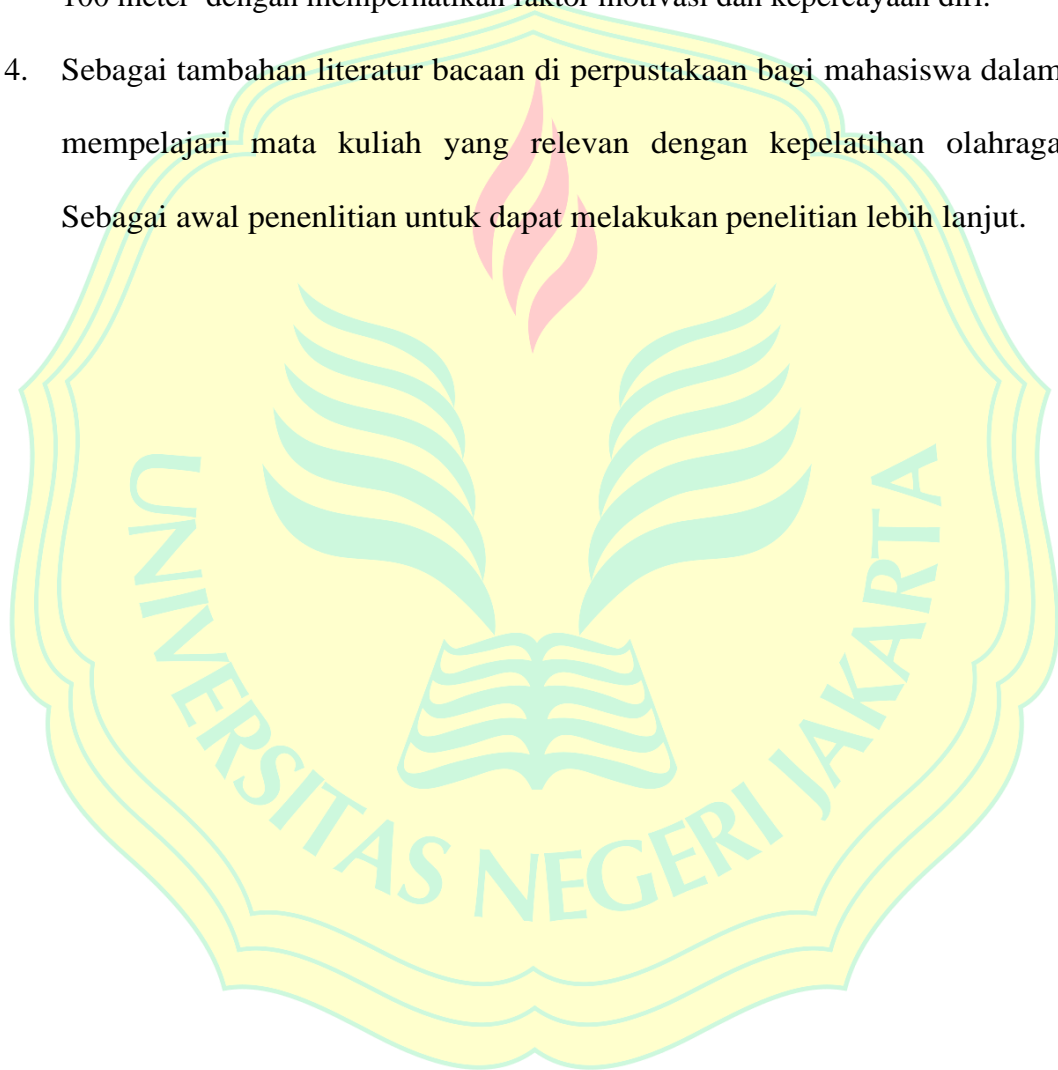 100 meter dengan memperhatikan faktor motivasi dan kepercayaan diri.
4. Sebagai tambahan literatur bacaan di perpustakaan bagi mahasiswa dalam
mempelajari mata kuliah yang relevan dengan kepelatihan olahraga
Sebagai awal penenlitian untuk dapat melakukan penelitian lebih lanjut.
UNIVERSITAS NEGERI JAKARTA